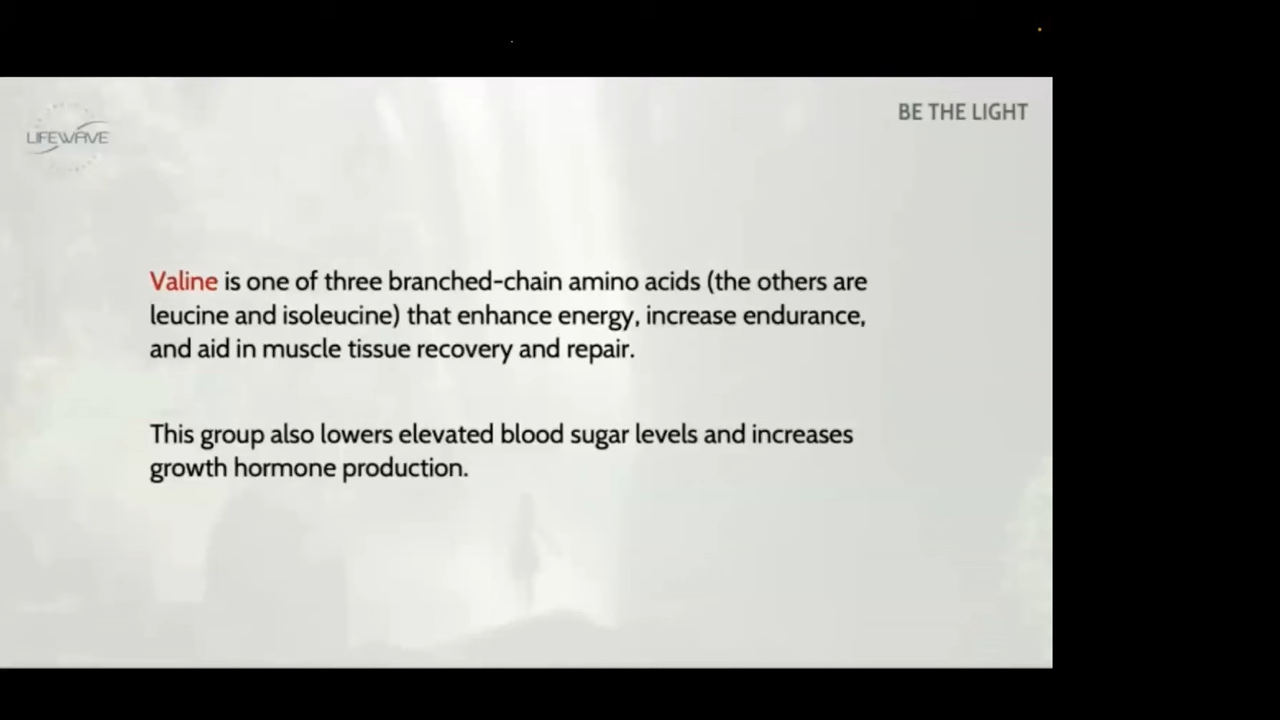 LIFEWAVE
BE THE LIGHT
Valine is one of three branched-chain amino acids (the others are
leucine and isoleucine) that enhance energy, increase endurance,
and aid in muscle tissue recovery and repair.
This group also lowers elevated blood sugar levels and increases
growth hormone production.